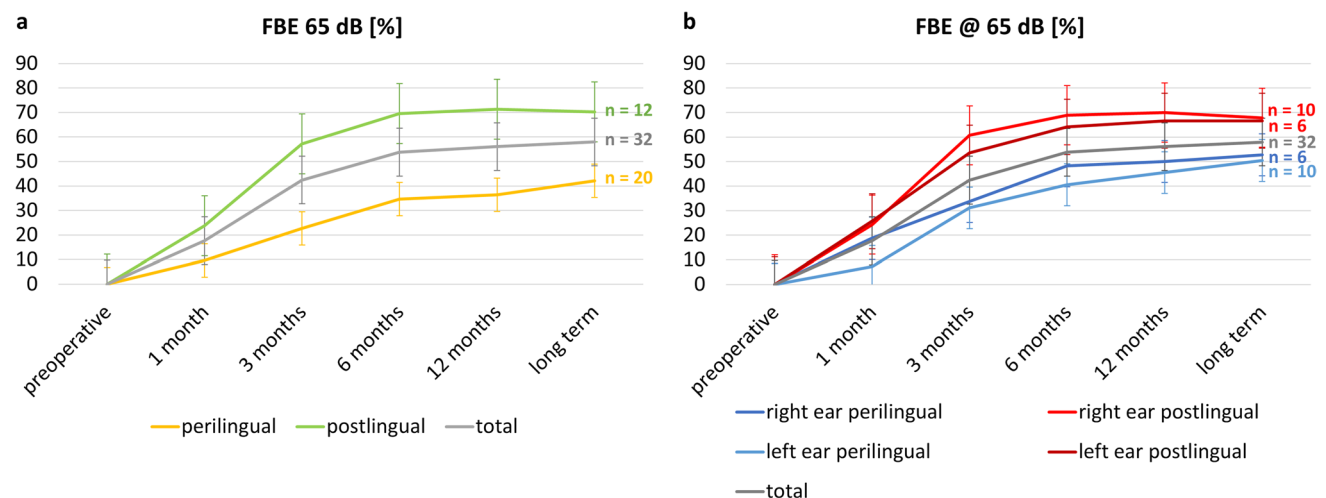 a
FBE 65 dB [%]
90
80
70
60
50
40
30
20
10
0
n = 12
n = 32
n = 20
preoperative
1 month
3 months
6 months
12 months
long term
perilingual
postlingual
total
b
FBE @ 65 dB [%]
90
80
70
60
50
40
30
20
10
0
n = 10
n = 6
n = 32
n = 6
n = 10
preoperative
1 month
3 months
6 months
12 months
long term
right ear perilingual
right ear postlingual
left ear perilingual
left ear postlingual
total